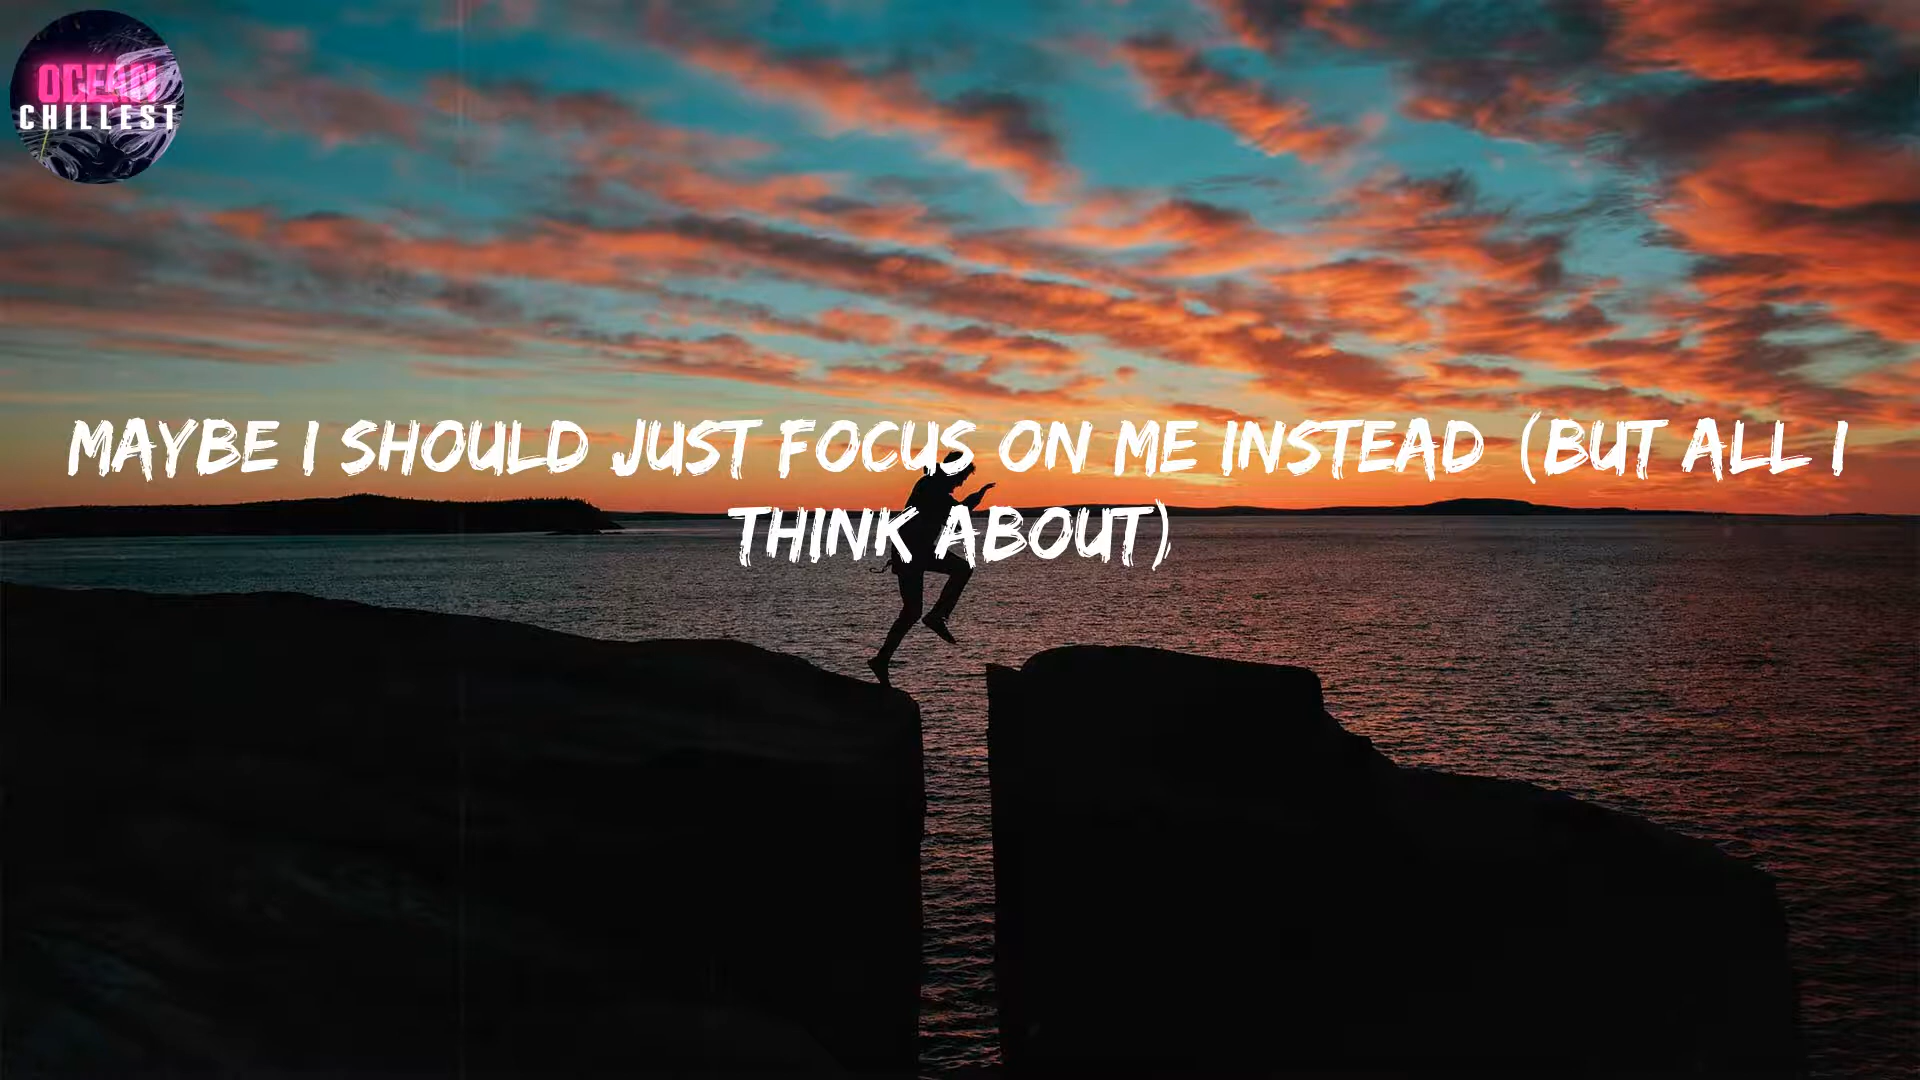 OCEAN
CHILLEST
MAYBE I SHOULD JUST FOCUS ON ME INSTEAD (BUT ALL I
THINK ABOUT)